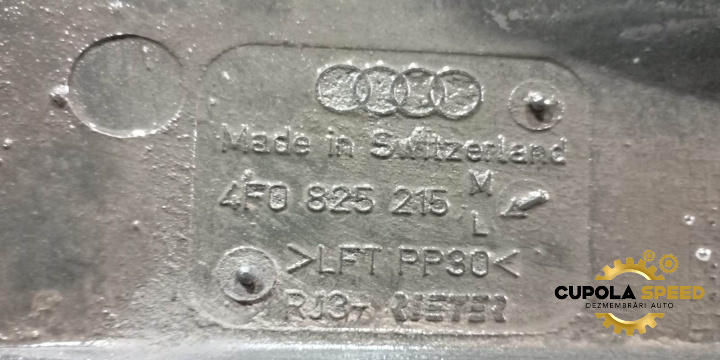 Made in Switzerland
4F0 825 215 M
L
>LFT PP30<
RJ3+ RIETER
CUPOLA SPEED
DEZMEMBRĂRI AUTO